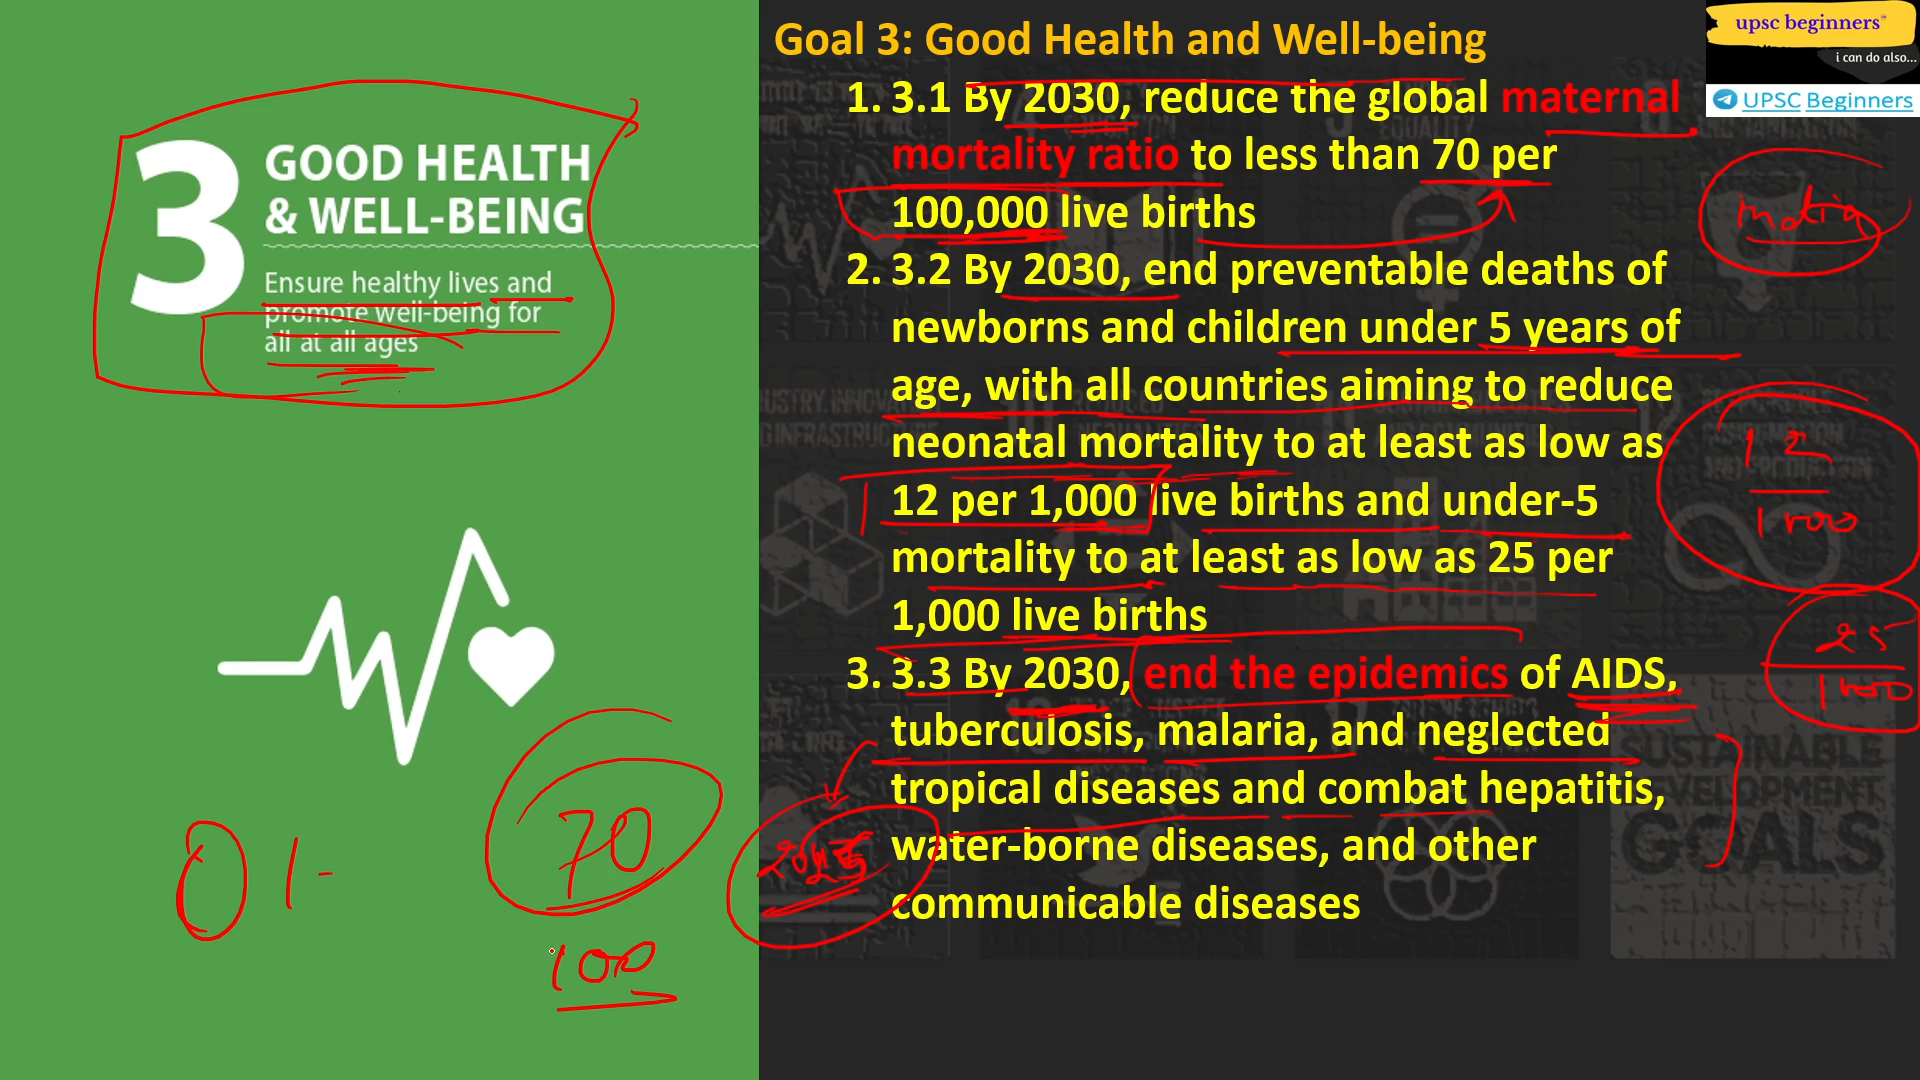 3
GOOD HEALTH
& WELL-BEING
Ensure healthy lives and
promote well-being for
all at all ages
Goal 3: Good Health and Well-being
1. 3.1 By 2030, reduce the global maternal
mortality ratio to less than 70 per
100,000 live births
2. 3.2 By 2030, end preventable deaths of
newborns and children under 5 years of
age, with all countries aiming to reduce
neonatal mortality to at least as low as
12 per 1,000 live births and under-5
mortality to at least as low as 25 per
1,000 live births
3. 3.3 By 2030, end the epidemics of AIDS,
tuberculosis, malaria, and neglected
tropical diseases and combat hepatitis,
water-borne diseases, and other
communicable diseases
upsc beginners
i can do also...
UPSC Beginners
India
12
1000
25
1000
70
100
SUSTAINABLE
DEVELOPMENT
GOALS